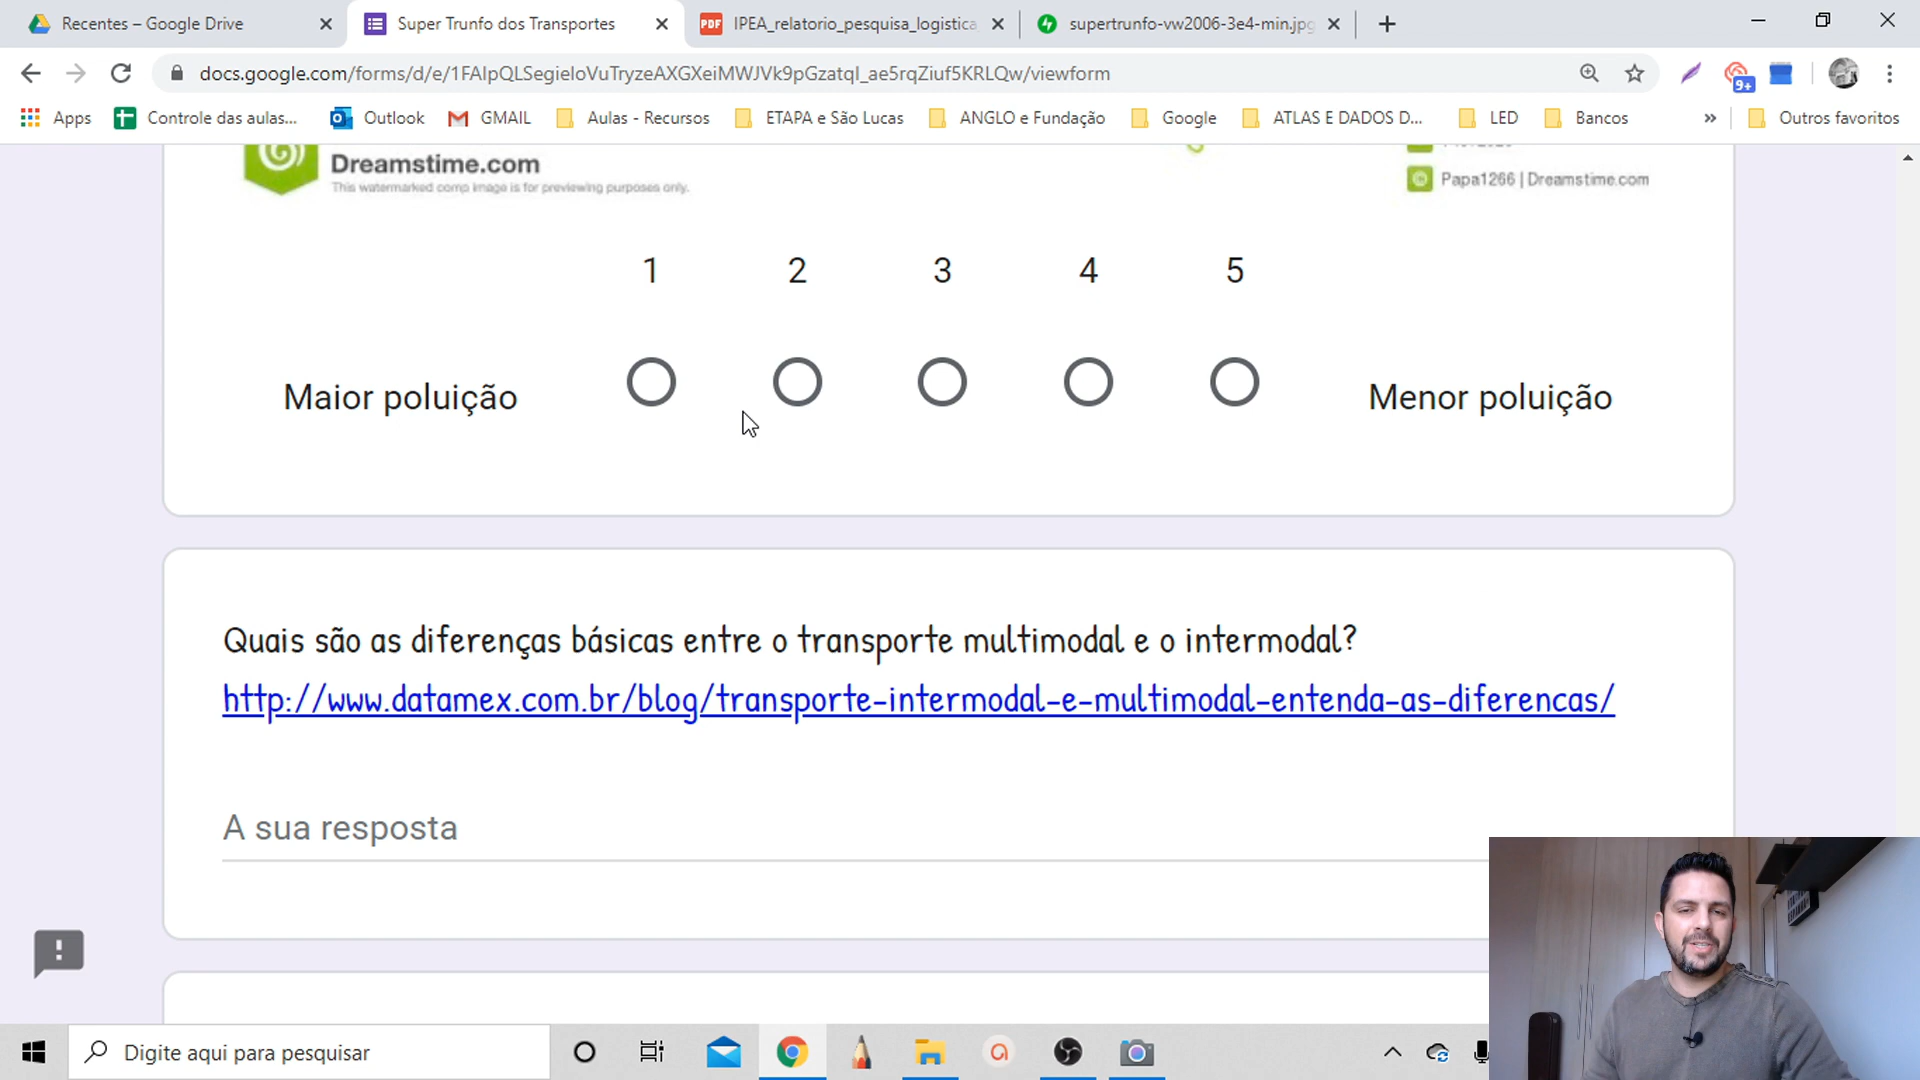 Recentes – Google Drive
Super Trunfo dos Transportes
IPEA_relatorio_pesquisa_logistica
supertrunfo-vw2006-3e4-min.jpg
docs.google.com/forms/d/e/1FAIpQLSegieIoVuTryzeAXGXeiMWJVk9pGzatqI_ae5rqZiuf5KRLQw/viewform
9+
Apps
Controle das aulas...
Outlook
GMAIL
Aulas - Recursos
ETAPA e São Lucas
ANGLO e Fundação
Google
ATLAS E DADOS D...
LED
Bancos
»
Outros favoritos
Dreamstime.com
This watermarked comp image is for previewing purposes only.
Papa1266 | Dreamstime.com
1 2 3 4 5
Maior poluição
Menor poluição
Quais são as diferenças básicas entre o transporte multimodal e o intermodal?
http://www.datamex.com.br/blog/transporte-intermodal-e-multimodal-entenda-as-diferencas/
A sua resposta
Digite aqui para pesquisar